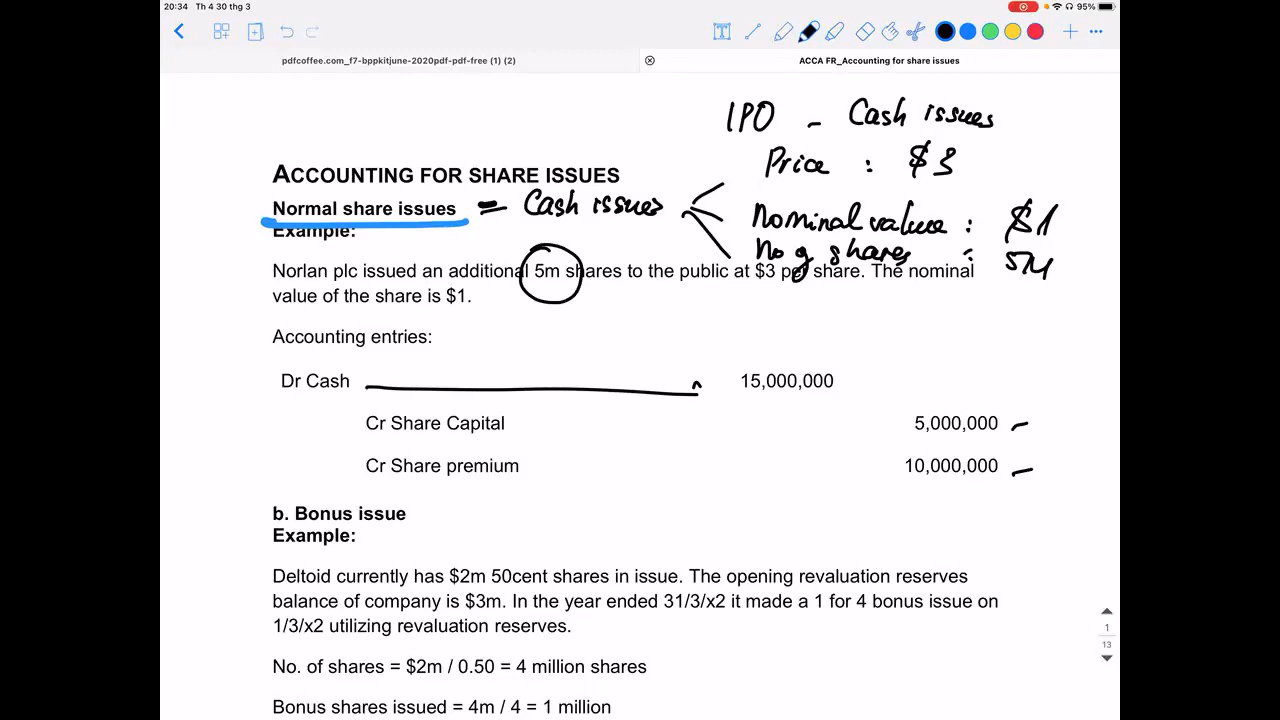 20:34 Th 4 30 thg 3
95%
pdfcoffee.com_f7-bppkitjune-2020pdf-pdf-free (1) (2)
ACCA FR_Accounting for share issues
IPO - Cash issues
Price : $3
ACCOUNTING FOR SHARE ISSUES
Normal share issues = Cash issues
Nominal value : $1
Example:
No of shares : 5M
Norlan plc issued an additional 5m shares to the public at $3 per share. The nominal
value of the share is $1.
Accounting entries:
Dr Cash 15,000,000
Cr Share Capital 5,000,000
Cr Share premium 10,000,000
b. Bonus issue
Example:
Deltoid currently has $2m 50cent shares in issue. The opening revaluation reserves
balance of company is $3m. In the year ended 31/3/x2 it made a 1 for 4 bonus issue on
1/3/x2 utilizing revaluation reserves.
1
13
No. of shares = $2m / 0.50 = 4 million shares
Bonus shares issued = 4m / 4 = 1 million